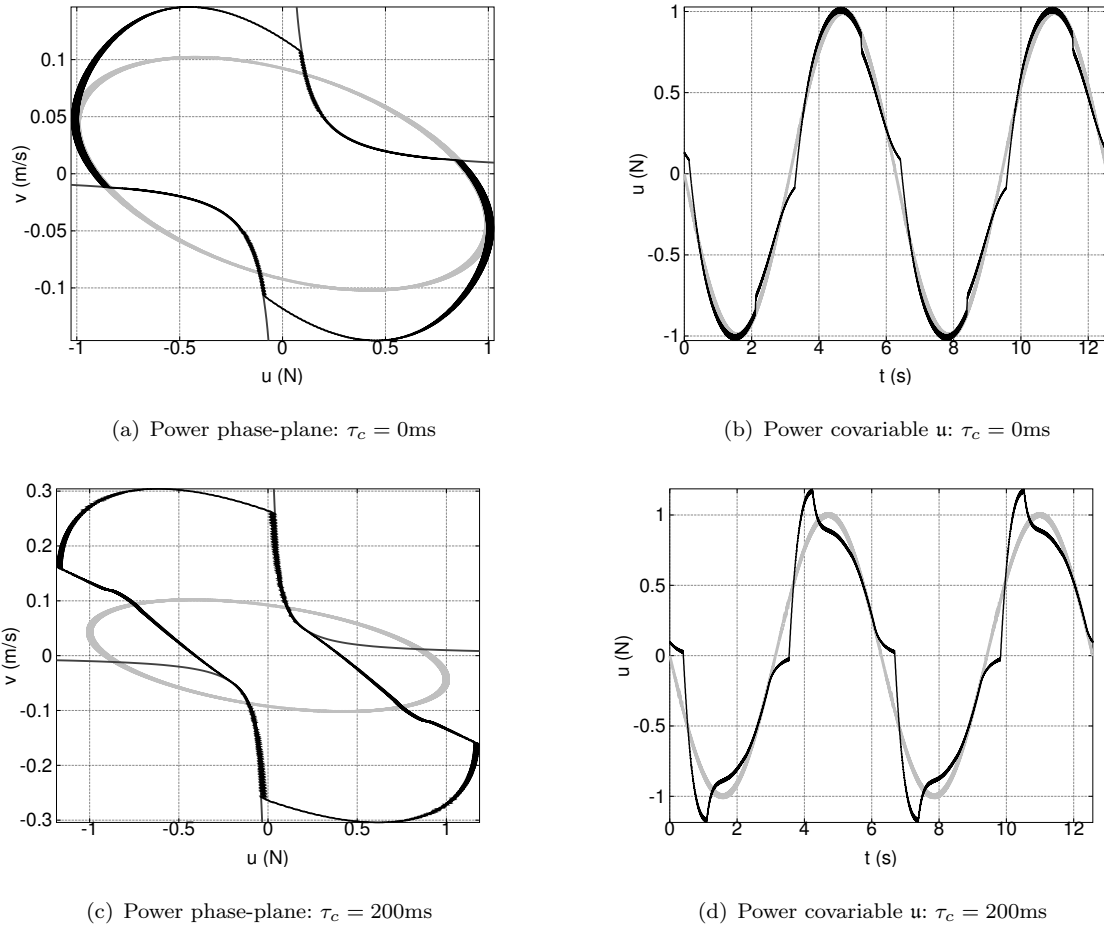 0.1
0.05
0
-0.05
-0.1
v (m/s)
-1 -0.5 0 0.5 1
u (N)
(a) Power phase-plane: τc = 0ms
1
0.5
0
-0.5
-1
u (N)
0 2 4 6 8 10 12
t (s)
(b) Power covariable 𝔲: τc = 0ms
0.3
0.2
0.1
0
-0.1
-0.2
-0.3
v (m/s)
-1 -0.5 0 0.5 1
u (N)
(c) Power phase-plane: τc = 200ms
1
0.5
0
-0.5
-1
u (N)
0 2 4 6 8 10 12
t (s)
(d) Power covariable 𝔲: τc = 200ms